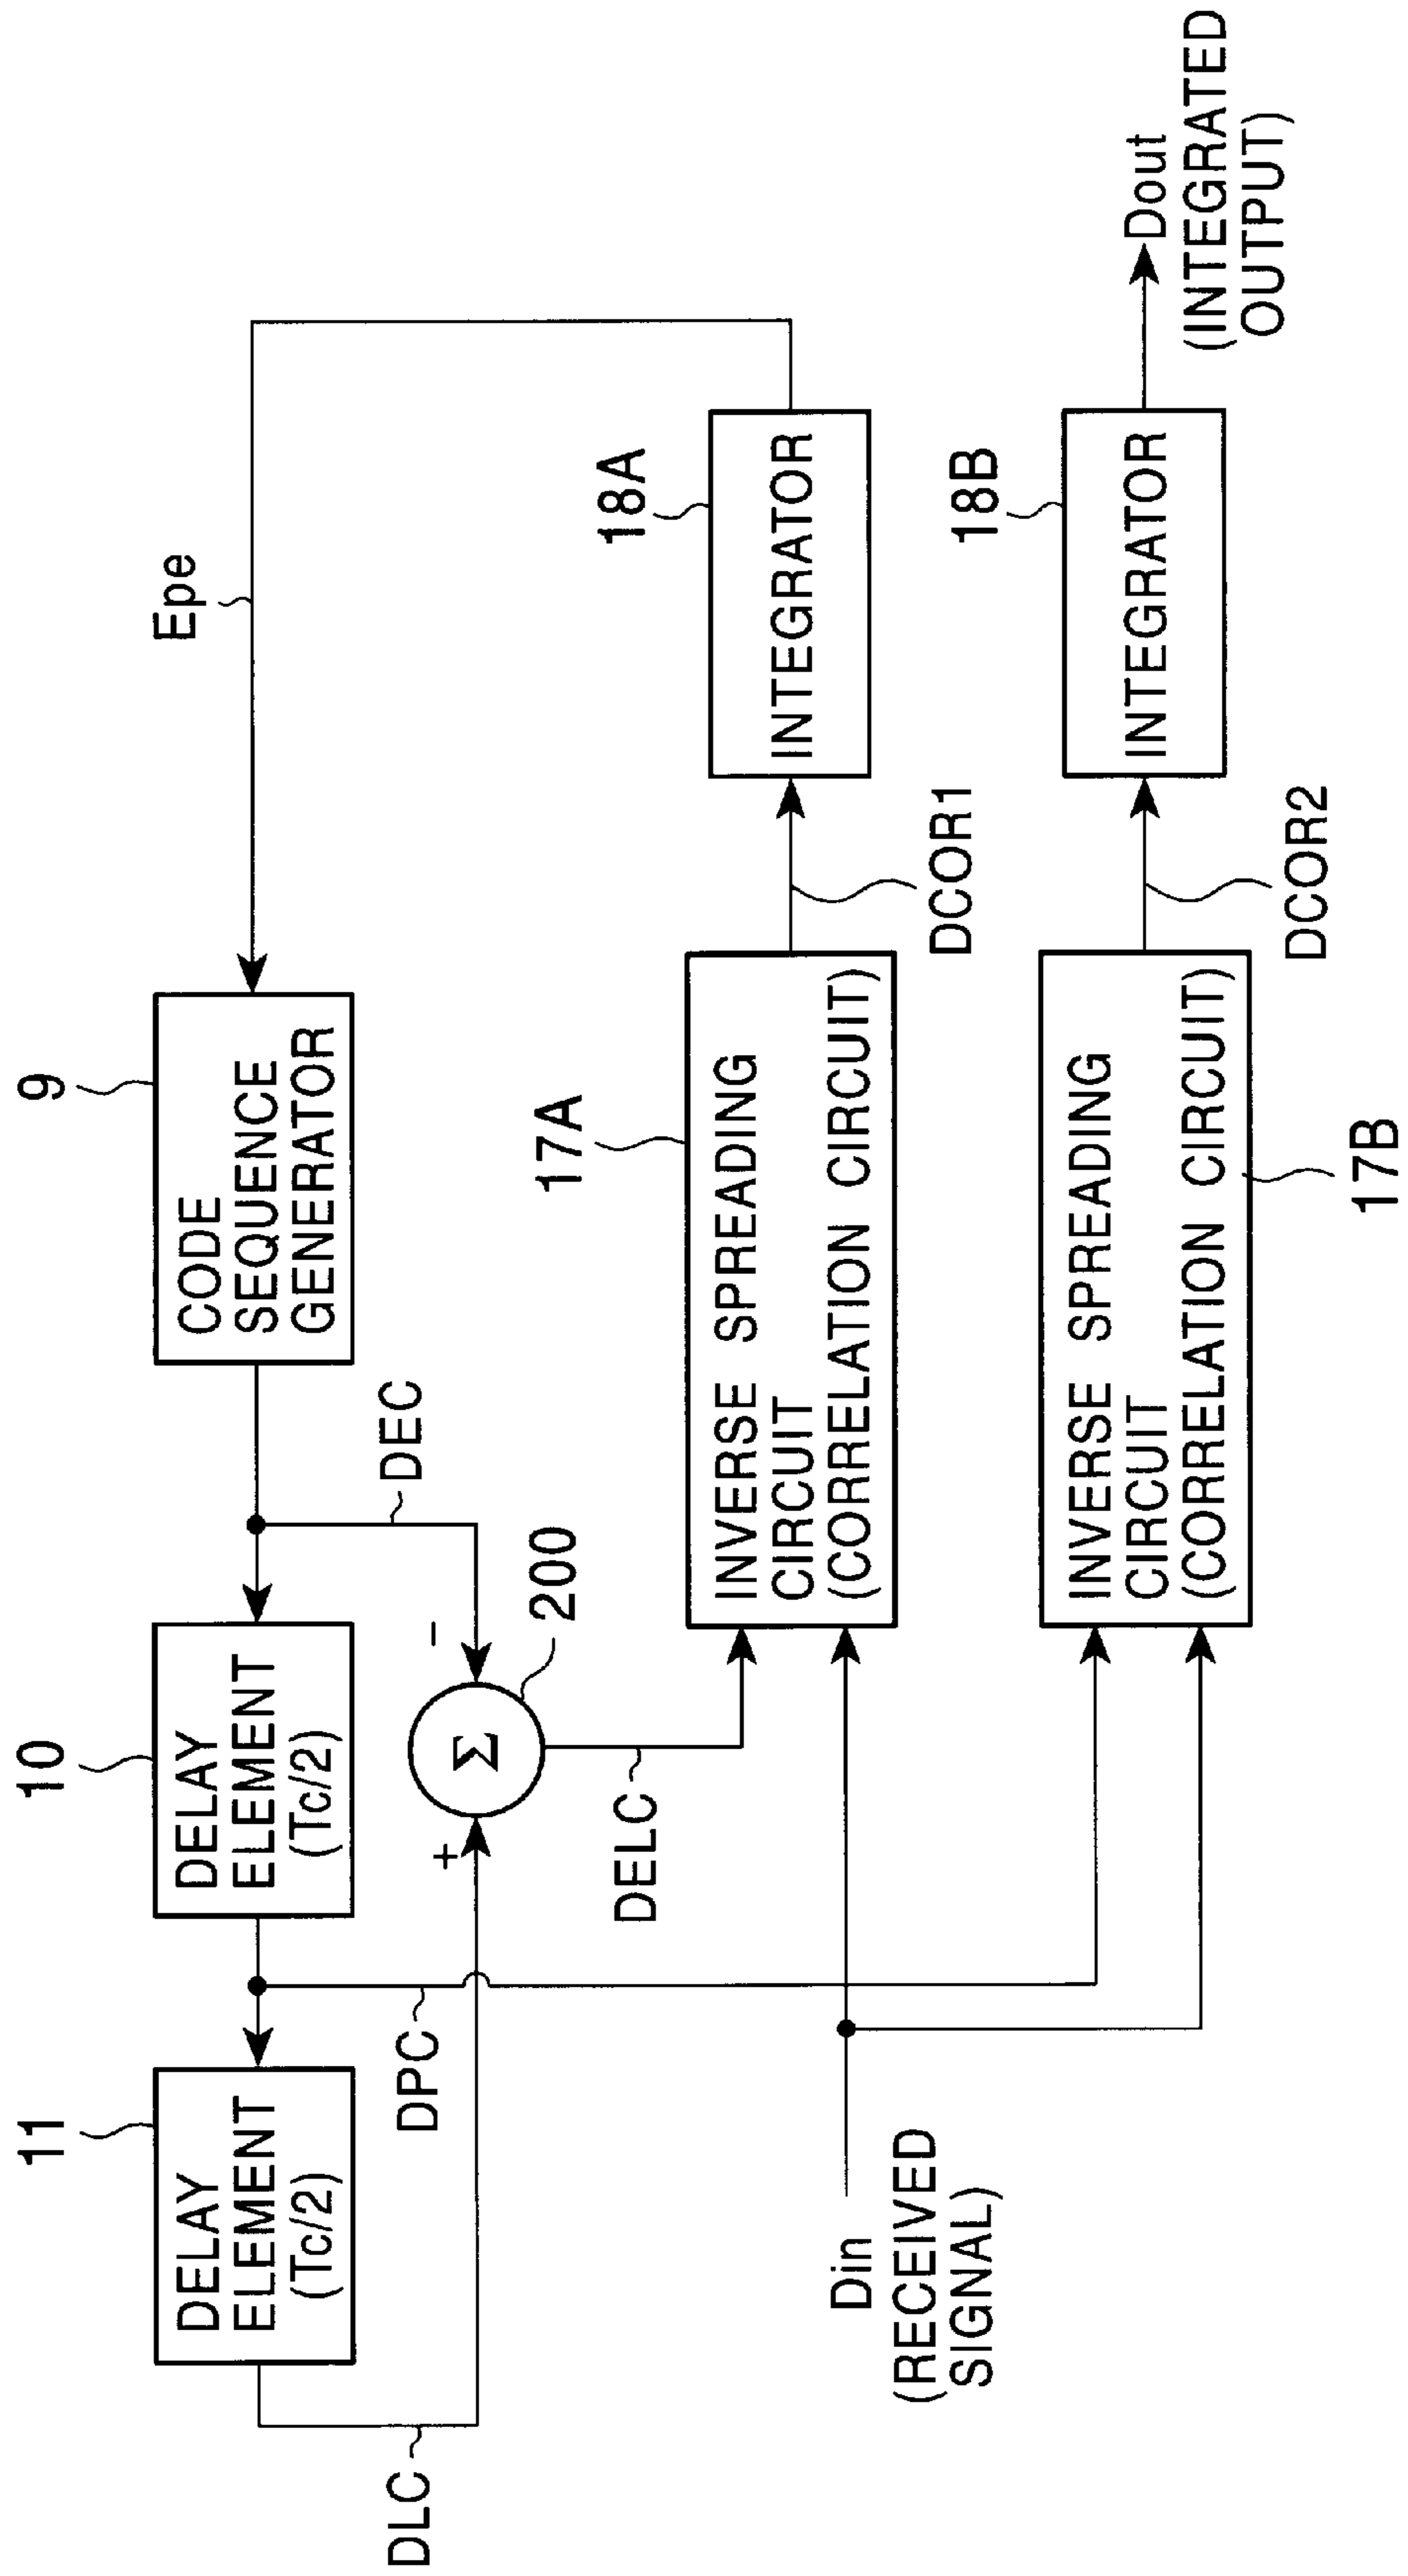 11
DELAY
ELEMENT
(Tc/2)
10
DELAY
ELEMENT
(Tc/2)
9
CODE
SEQUENCE
GENERATOR
Epe
DLC
DPC
+
Σ
-
200
DEC
DELC
17A
INVERSE SPREADING
CIRCUIT
(CORRELATION CIRCUIT)
18A
INTEGRATOR
DCOR1
Din
(RECEIVED
SIGNAL)
INVERSE SPREADING
CIRCUIT
(CORRELATION CIRCUIT)
17B
18B
INTEGRATOR
DCOR2
Dout
(INTEGRATED
OUTPUT)